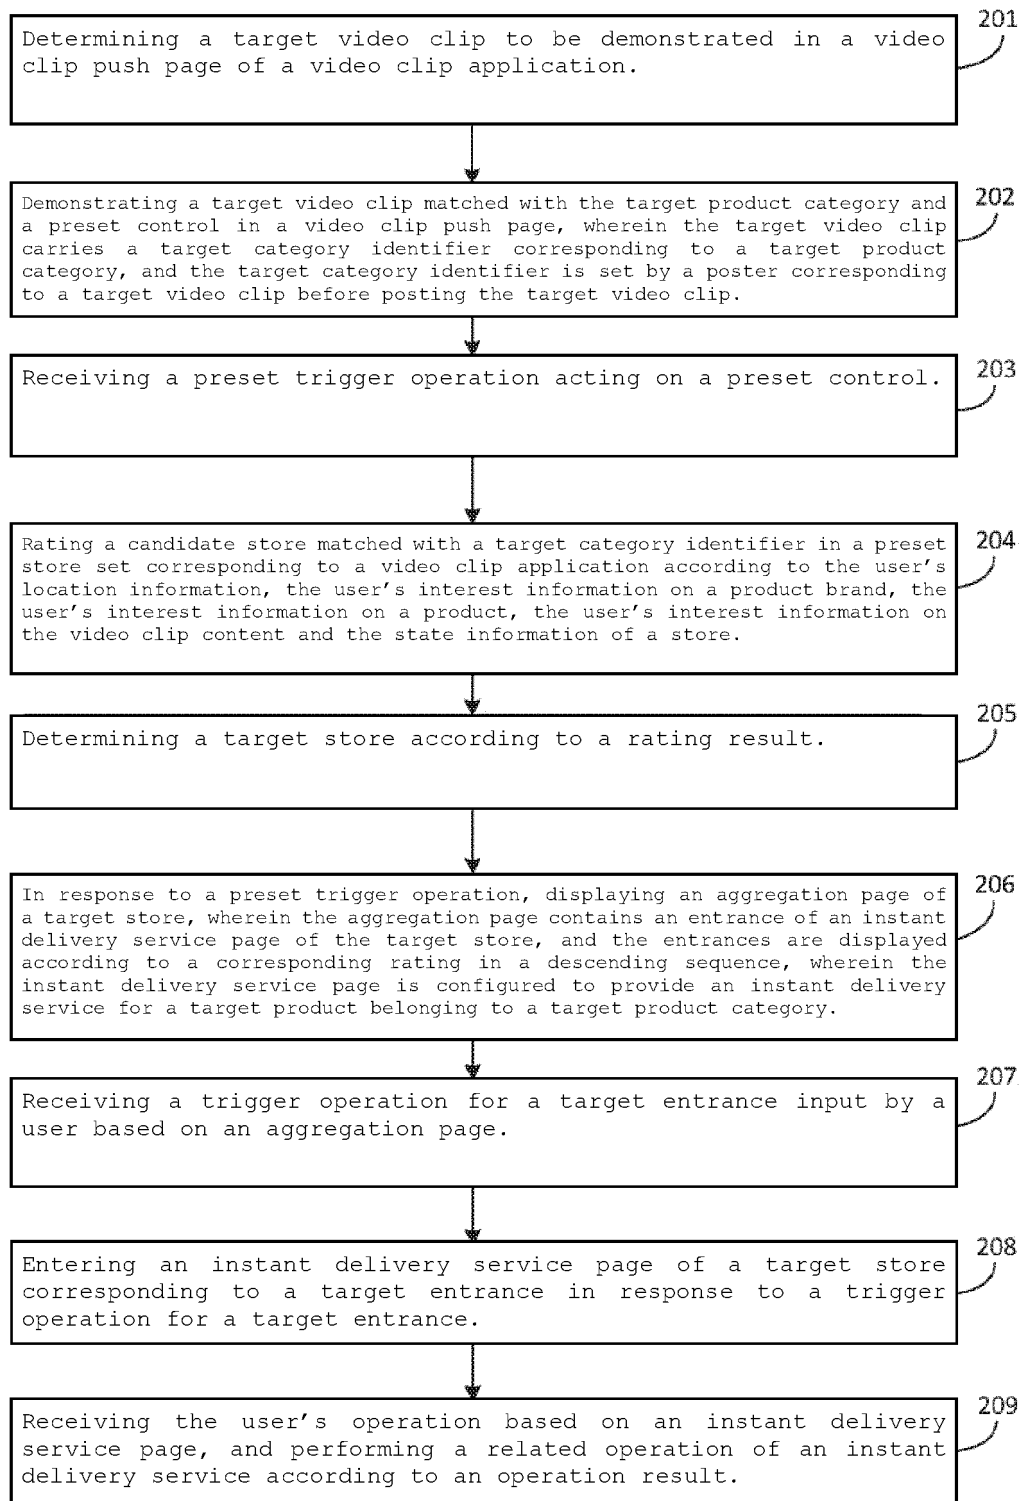 201
Determining a target video clip to be demonstrated in a video
clip push page of a video clip application.
202
Demonstrating a target video clip matched with the target product category and
a preset control in a video clip push page, wherein the target video clip
carries a target category identifier corresponding to a target product
category, and the target category identifier is set by a poster corresponding
to a target video clip before posting the target video clip.
203
Receiving a preset trigger operation acting on a preset control.
204
Rating a candidate store matched with a target category identifier in a preset
store set corresponding to a video clip application according to the user's
location information, the user's interest information on a product brand, the
user's interest information on a product, the user's interest information on
the video clip content and the state information of a store.
205
Determining a target store according to a rating result.
206
In response to a preset trigger operation, displaying an aggregation page of
a target store, wherein the aggregation page contains an entrance of an instant
delivery service page of the target store, and the entrances are displayed
according to a corresponding rating in a descending sequence, wherein the
instant delivery service page is configured to provide an instant delivery
service for a target product belonging to a target product category.
207
Receiving a trigger operation for a target entrance input by a
user based on an aggregation page.
208
Entering an instant delivery service page of a target store
corresponding to a target entrance in response to a trigger
operation for a target entrance.
209
Receiving the user's operation based on an instant delivery
service page, and performing a related operation of an instant
delivery service according to an operation result.